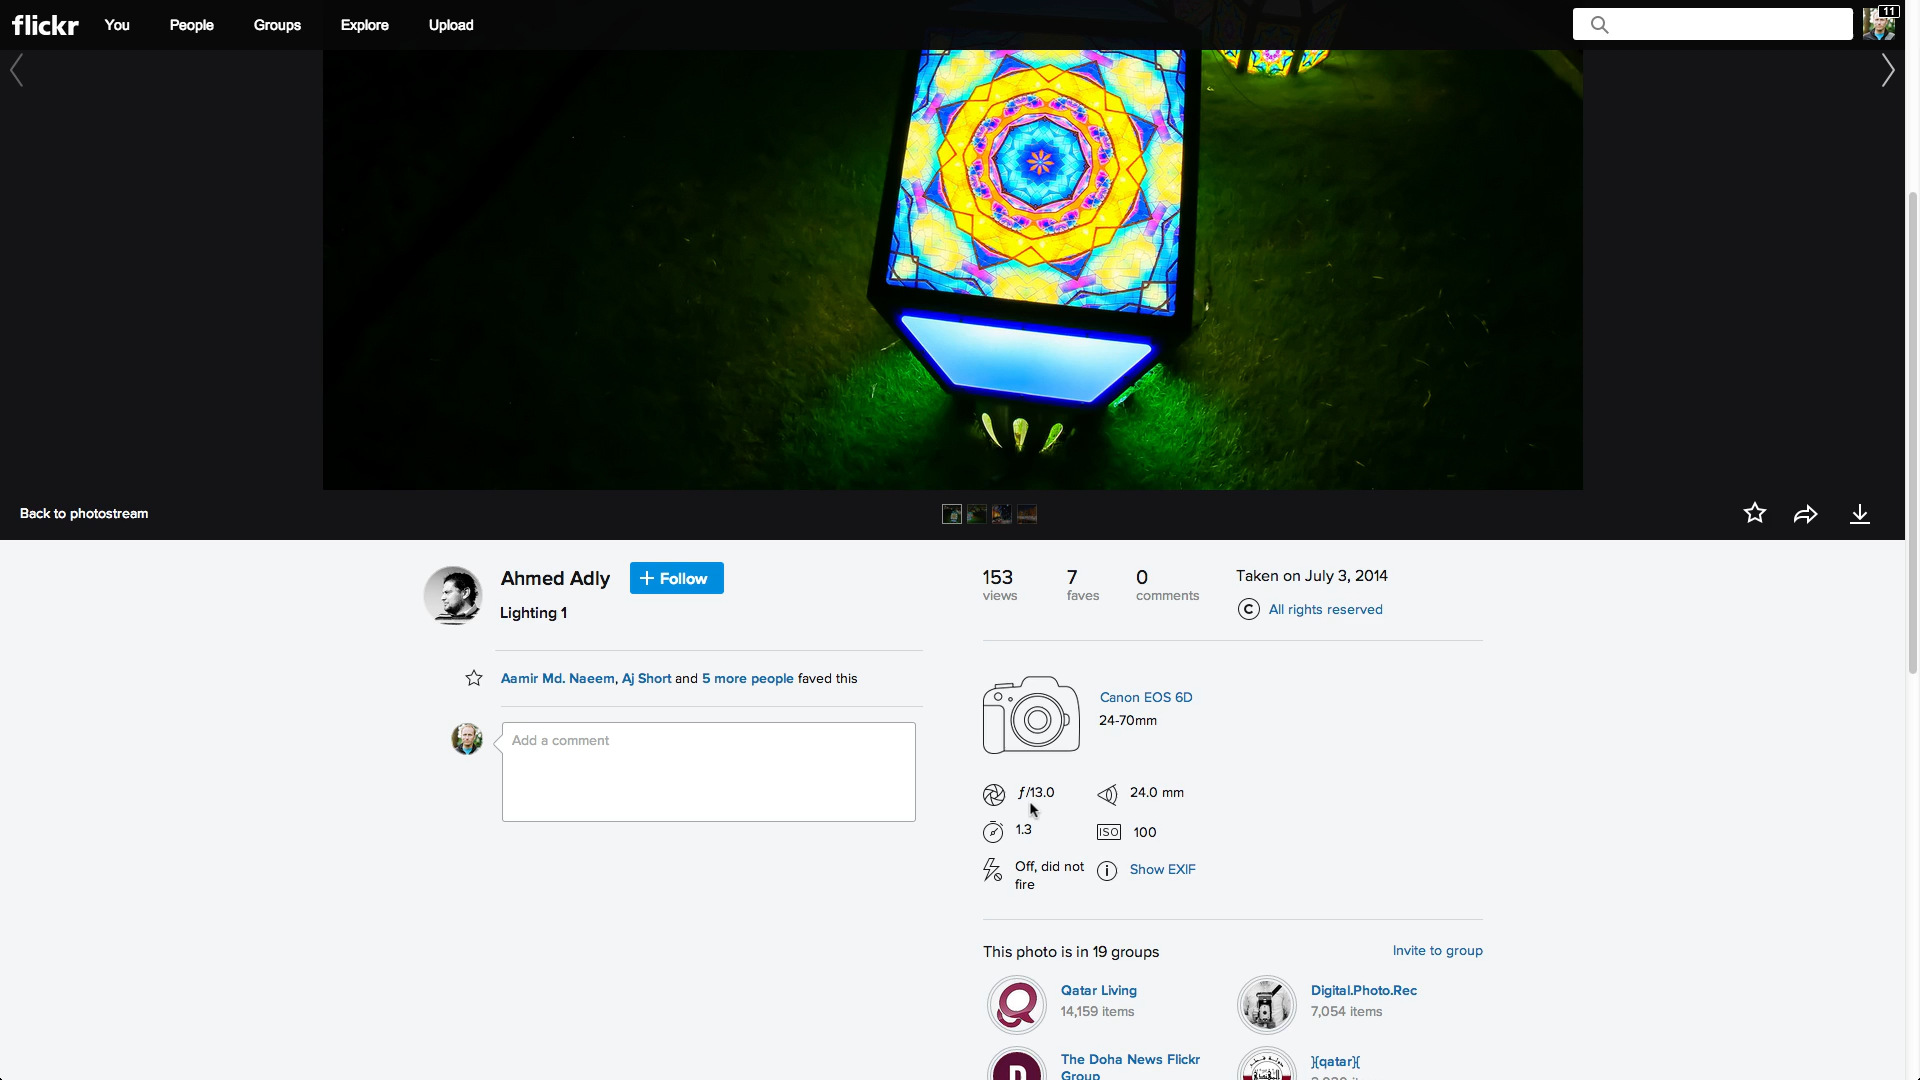 flickr You People Groups Explore Upload
11
Back to photostream
Ahmed Adly + Follow
Lighting 1
Aamir Md. Naeem, Aj Short and 5 more people faved this
Add a comment
153 7 0
views faves comments
Taken on July 3, 2014
All rights reserved
Canon EOS 6D
24-70mm
ƒ/13.0 24.0 mm
1.3 ISO 100
Off, did not
fire
Show EXIF
This photo is in 19 groups Invite to group
Qatar Living
14,159 items
Digital.Photo.Rec
7,054 items
The Doha News Flickr
Group
}{qatar}{